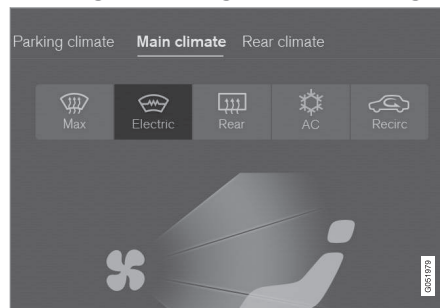 Parking climate Main climate Rear climate
Max Electric Rear AC Recirc
G051979